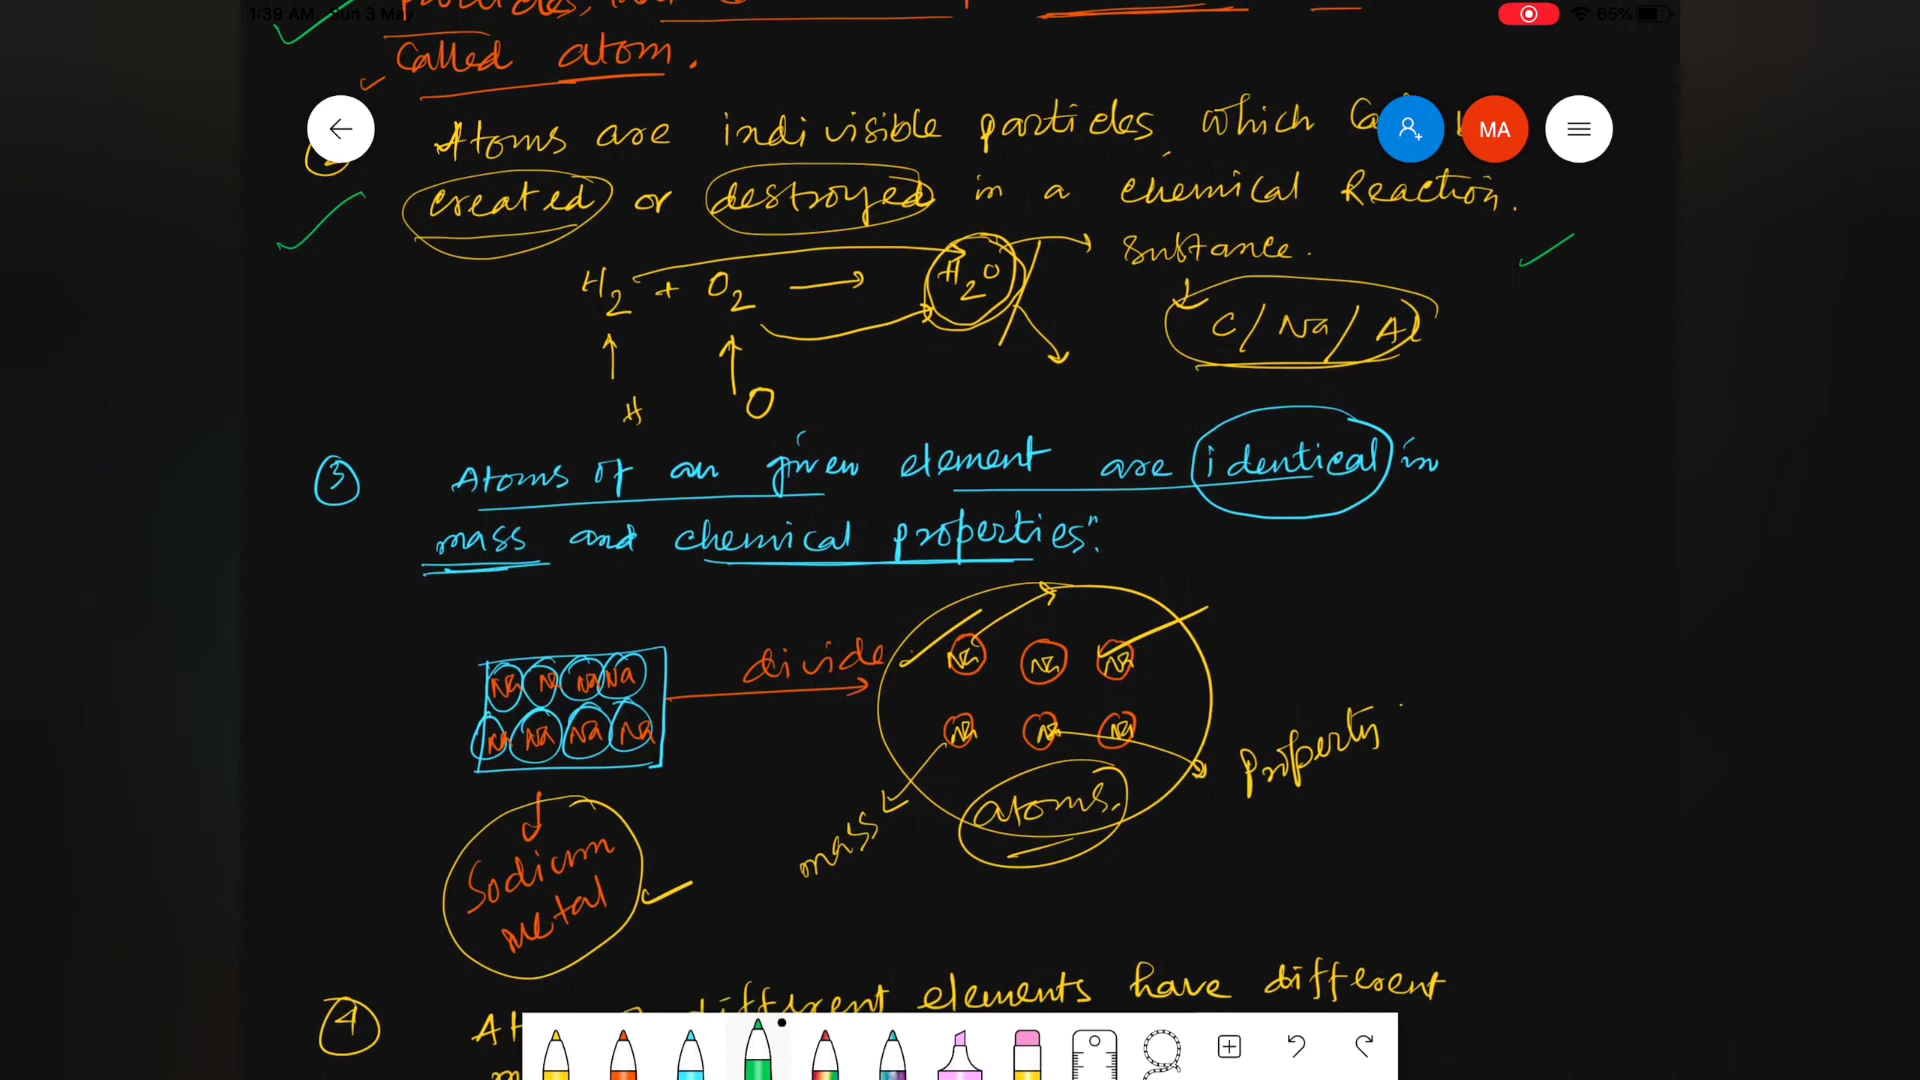 1:39 AM Sun 3 May
65%
Called atom.
MA
Atoms are indivisible particles, which
created or destroyed in a chemical Reaction.
H2 + O2 → H2O
substance.
C/Na/Al
H
O
3 Atoms of an given element are identical in
mass and chemical properties".
divide
Na Na Na Na
Na Na Na Na
Na Na Na
Na Na Na
atoms.
mass
property
Sodium
metal
4 different elements have different